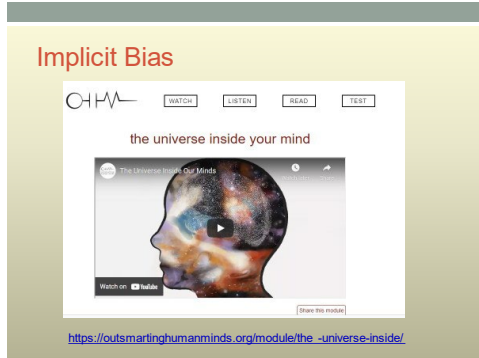 Implicit Bias
OHM
WATCH LISTEN READ TEST
the universe inside your mind
The Universe Inside Our Minds
Watch on YouTube
Share this module
https://outsmartinghumanminds.org/module/the -universe-inside/